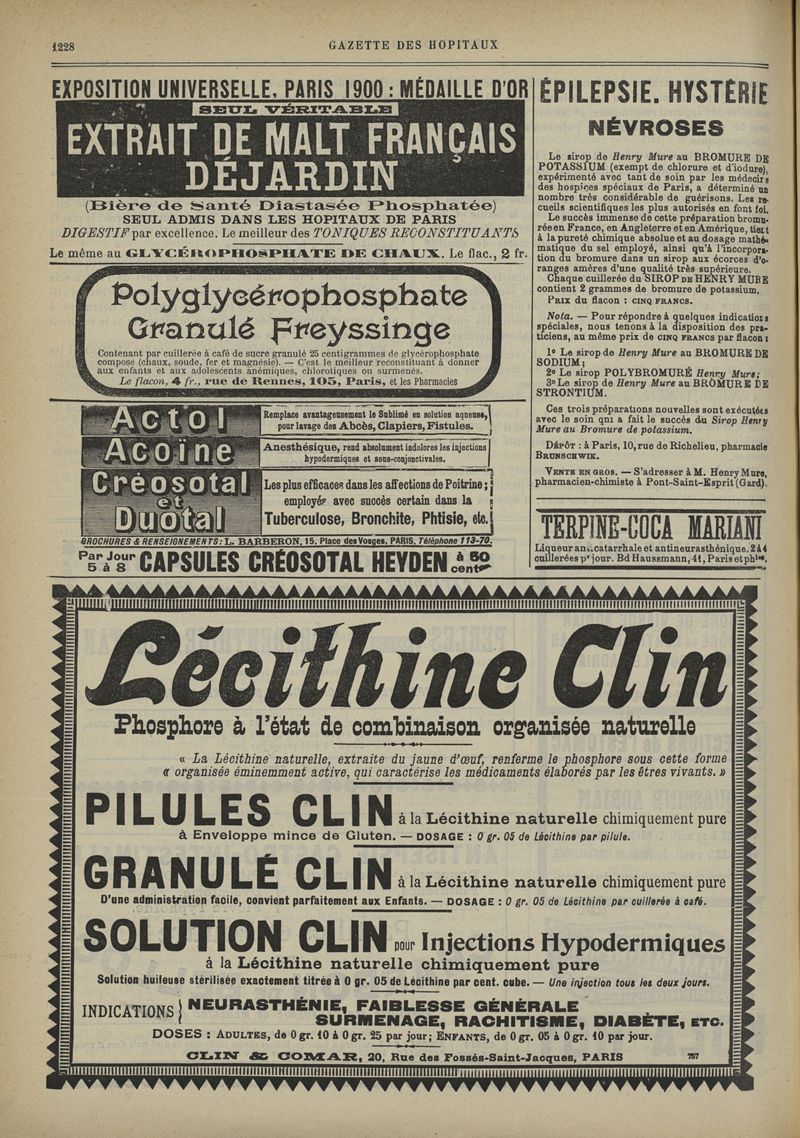 1228
GAZETTE DES HOPITAUX
EXPOSITION UNIVERSELLE, PARIS 1900 : MÉDAILLE D'OR
SEUL VÉRITABLE
EXTRAIT DE MALT FRANÇAIS
DÉJARDIN
(Bière de Santé Diastasée Phosphatée)
SEUL ADMIS DANS LES HOPITAUX DE PARIS
DIGESTIF par excellence. Le meilleur des TONIQUES RECONSTITUANTS
Le même au GLYCÉROPHOSPHATE DE CHAUX. Le flac., 2 fr.
Polyglycérophosphate
Granulé Freyssinge
Contenant par cuillerée à café de sucre granulé 25 centigrammes de glycérophosphate
compose (chaux, soude, fer et magnésie). — C'est le meilleur reconstituant à donner
aux enfants et aux adolescents anémiques, chlorotiques ou surmenés.
Le flacon, 4 fr., rue de Rennes, 105, Paris, et les Pharmacies
Actol
Remplace avantageusement le Sublimé en solution aqueuse,
pour lavage des Abcès, Clapiers, Fistules.
Acoïne
Anesthésique, rend absolument indolores les injections
hypodermiques et sous-conjonctivales.
Créosotal
et
Duotal
Les plus efficaces dans les affections de Poitrine ;
employés avec succès certain dans la
Tuberculose, Bronchite, Phtisie, etc.
BROCHURES & RENSEIGNEMENTS: L. BARBERON, 15, Place des Vosges, PARIS. Téléphone 113-70.
Par Jour
5 à 8
CAPSULES CRÉOSOTAL HEYDEN
à 50
centgr
ÉPILEPSIE. HYSTÉRIE
NÉVROSES
Le sirop de Henry Mure au BROMURE DE
POTASSIUM (exempt de chlorure et d'iodure),
expérimenté avec tant de soin par les médecins
des hospices spéciaux de Paris, a déterminé un
nombre très considérable de guérisons. Les re-
cueils scientifiques les plus autorisés en font foi.
Le succès immense de cette préparation bromu-
rée en France, en Angleterre et en Amérique, tient
à la pureté chimique absolue et au dosage mathé-
matique du sel employé, ainsi qu'à l'incorpora-
tion du bromure dans un sirop aux écorces d'o-
ranges amères d'une qualité très supérieure.
Chaque cuillerée du SIROP DE HENRY MURE
contient 2 grammes de bromure de potassium.
PRIX du flacon : CINQ FRANCS.
Nota. — Pour répondre à quelques indications
spéciales, nous tenons à la disposition des pra-
ticiens, au même prix de CINQ FRANCS par flacon :
1º Le sirop de Henry Mure au BROMURE DE
SODIUM ;
2º Le sirop POLYBROMURÉ Henry Mure;
3º Le sirop de Henry Mure au BROMURE DE
STRONTIUM.
Ces trois préparations nouvelles sont exécutées
avec le soin qui a fait le succès du Sirop Henry
Mure au Bromure de potassium.
DÉPÔT : à Paris, 10, rue de Richelieu, pharmacie
BRUNSCHWIK.
VENTE EN GROS. — S'adresser à M. Henry Mure,
pharmacien-chimiste à Pont-Saint-Esprit (Gard).
TERPINE-COCA MARIANI
Liqueur anticatarrhale et antineurasthénique. 2 à 4
cuillerées pr jour. Bd Haussmann, 41, Paris et phies.
Lécithine Clin
Phosphore à l'état de combinaison organisée naturelle
« La Lécithine naturelle, extraite du jaune d'œuf, renferme le phosphore sous cette forme
« organisée éminemment active, qui caractérise les médicaments élaborés par les êtres vivants. »
PILULES CLIN à la Lécithine naturelle chimiquement pure
à Enveloppe mince de Gluten. — DOSAGE : 0 gr. 05 de Lécithine par pilule.
GRANULÉ CLIN à la Lécithine naturelle chimiquement pure
D'une administration facile, convient parfaitement aux Enfants. — DOSAGE : 0 gr. 05 de Lécithine par cuillerée à café.
SOLUTION CLIN pour Injections Hypodermiques
à la Lécithine naturelle chimiquement pure
Solution huileuse stérilisée exactement titrée à 0 gr. 05 de Lécithine par cent. cube. — Une injection tous les deux jours.
INDICATIONS { NEURASTHÉNIE, FAIBLESSE GÉNÉRALE
SURMENAGE, RACHITISME, DIABÈTE, ETC.
DOSES : ADULTES, de 0 gr. 10 à 0 gr. 25 par jour; ENFANTS, de 0 gr. 05 à 0 gr. 10 par jour.
CLIN & COMAR, 20, Rue des Fossés-Saint-Jacques, PARIS
757